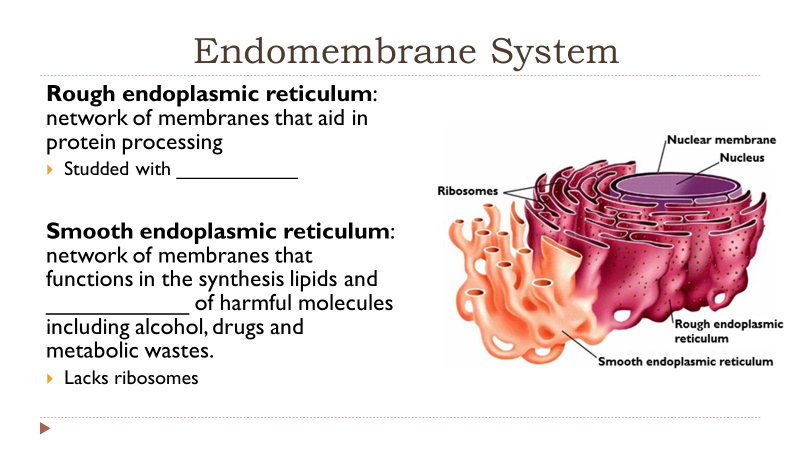 Endomembrane System
Rough endoplasmic reticulum:
network of membranes that aid in
protein processing
Studded with ____________
Smooth endoplasmic reticulum:
network of membranes that
functions in the synthesis lipids and
_____________ of harmful molecules
including alcohol, drugs and
metabolic wastes.
Lacks ribosomes
Nuclear membrane
Nucleus
Ribosomes
Rough endoplasmic
reticulum
Smooth endoplasmic reticulum